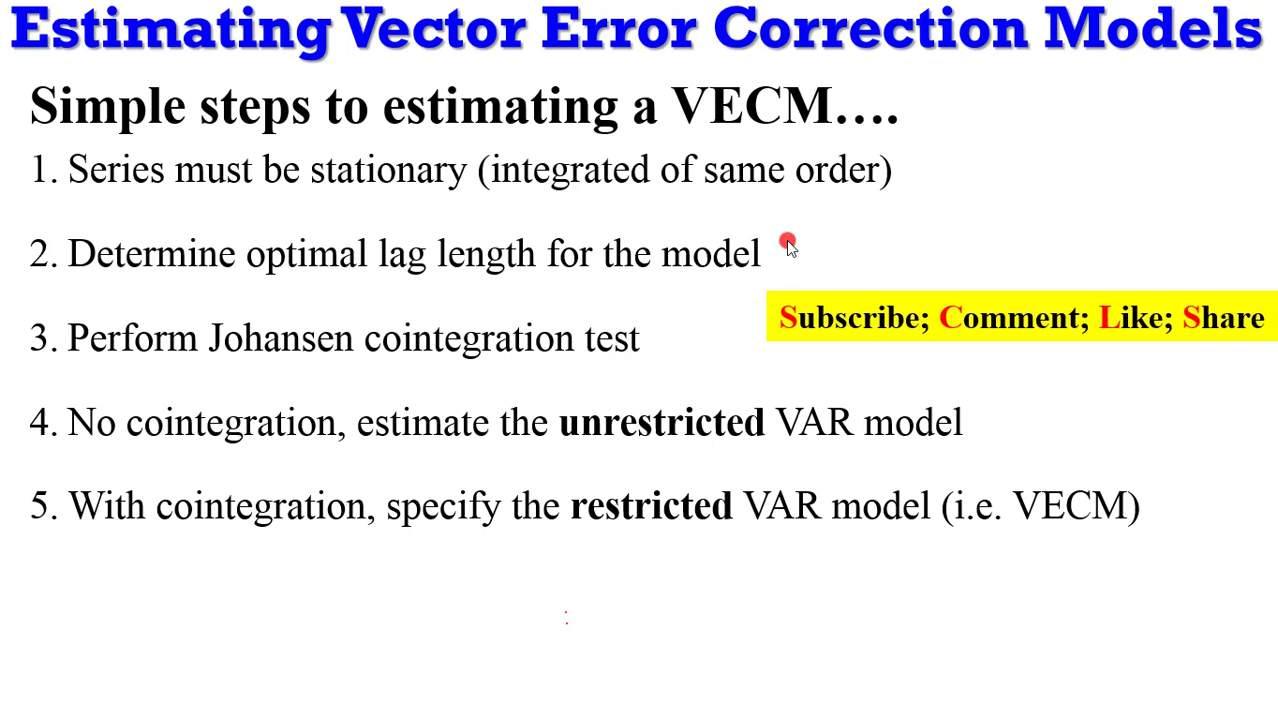 Estimating Vector Error Correction Models
Simple steps to estimating a VECM….
1. Series must be stationary (integrated of same order)
2. Determine optimal lag length for the model
Subscribe; Comment; Like; Share
3. Perform Johansen cointegration test
4. No cointegration, estimate the unrestricted VAR model
5. With cointegration, specify the restricted VAR model (i.e. VECM)